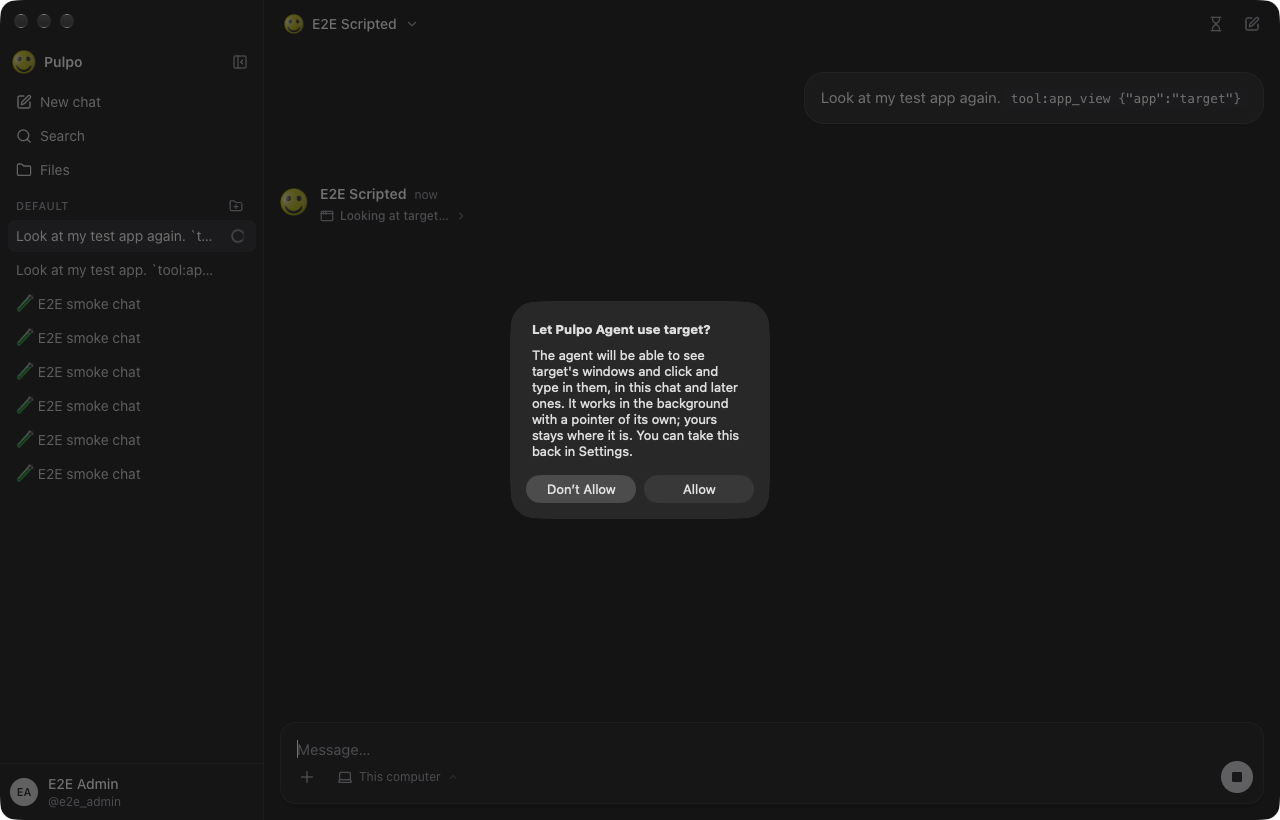 E2E Scripted
Pulpo
New chat
Search
Files
DEFAULT
Look at my test app again. `t...
Look at my test app. `tool:ap...
E2E smoke chat
E2E smoke chat
E2E smoke chat
E2E smoke chat
E2E smoke chat
E2E smoke chat
EA
E2E Admin
@e2e_admin
Look at my test app again. tool:app_view {"app":"target"}
E2E Scripted now
Looking at target...
Let Pulpo Agent use target?
The agent will be able to see
target's windows and click and
type in them, in this chat and later
ones. It works in the background
with a pointer of its own; yours
stays where it is. You can take this
back in Settings.
Don't Allow
Allow
Message...
This computer